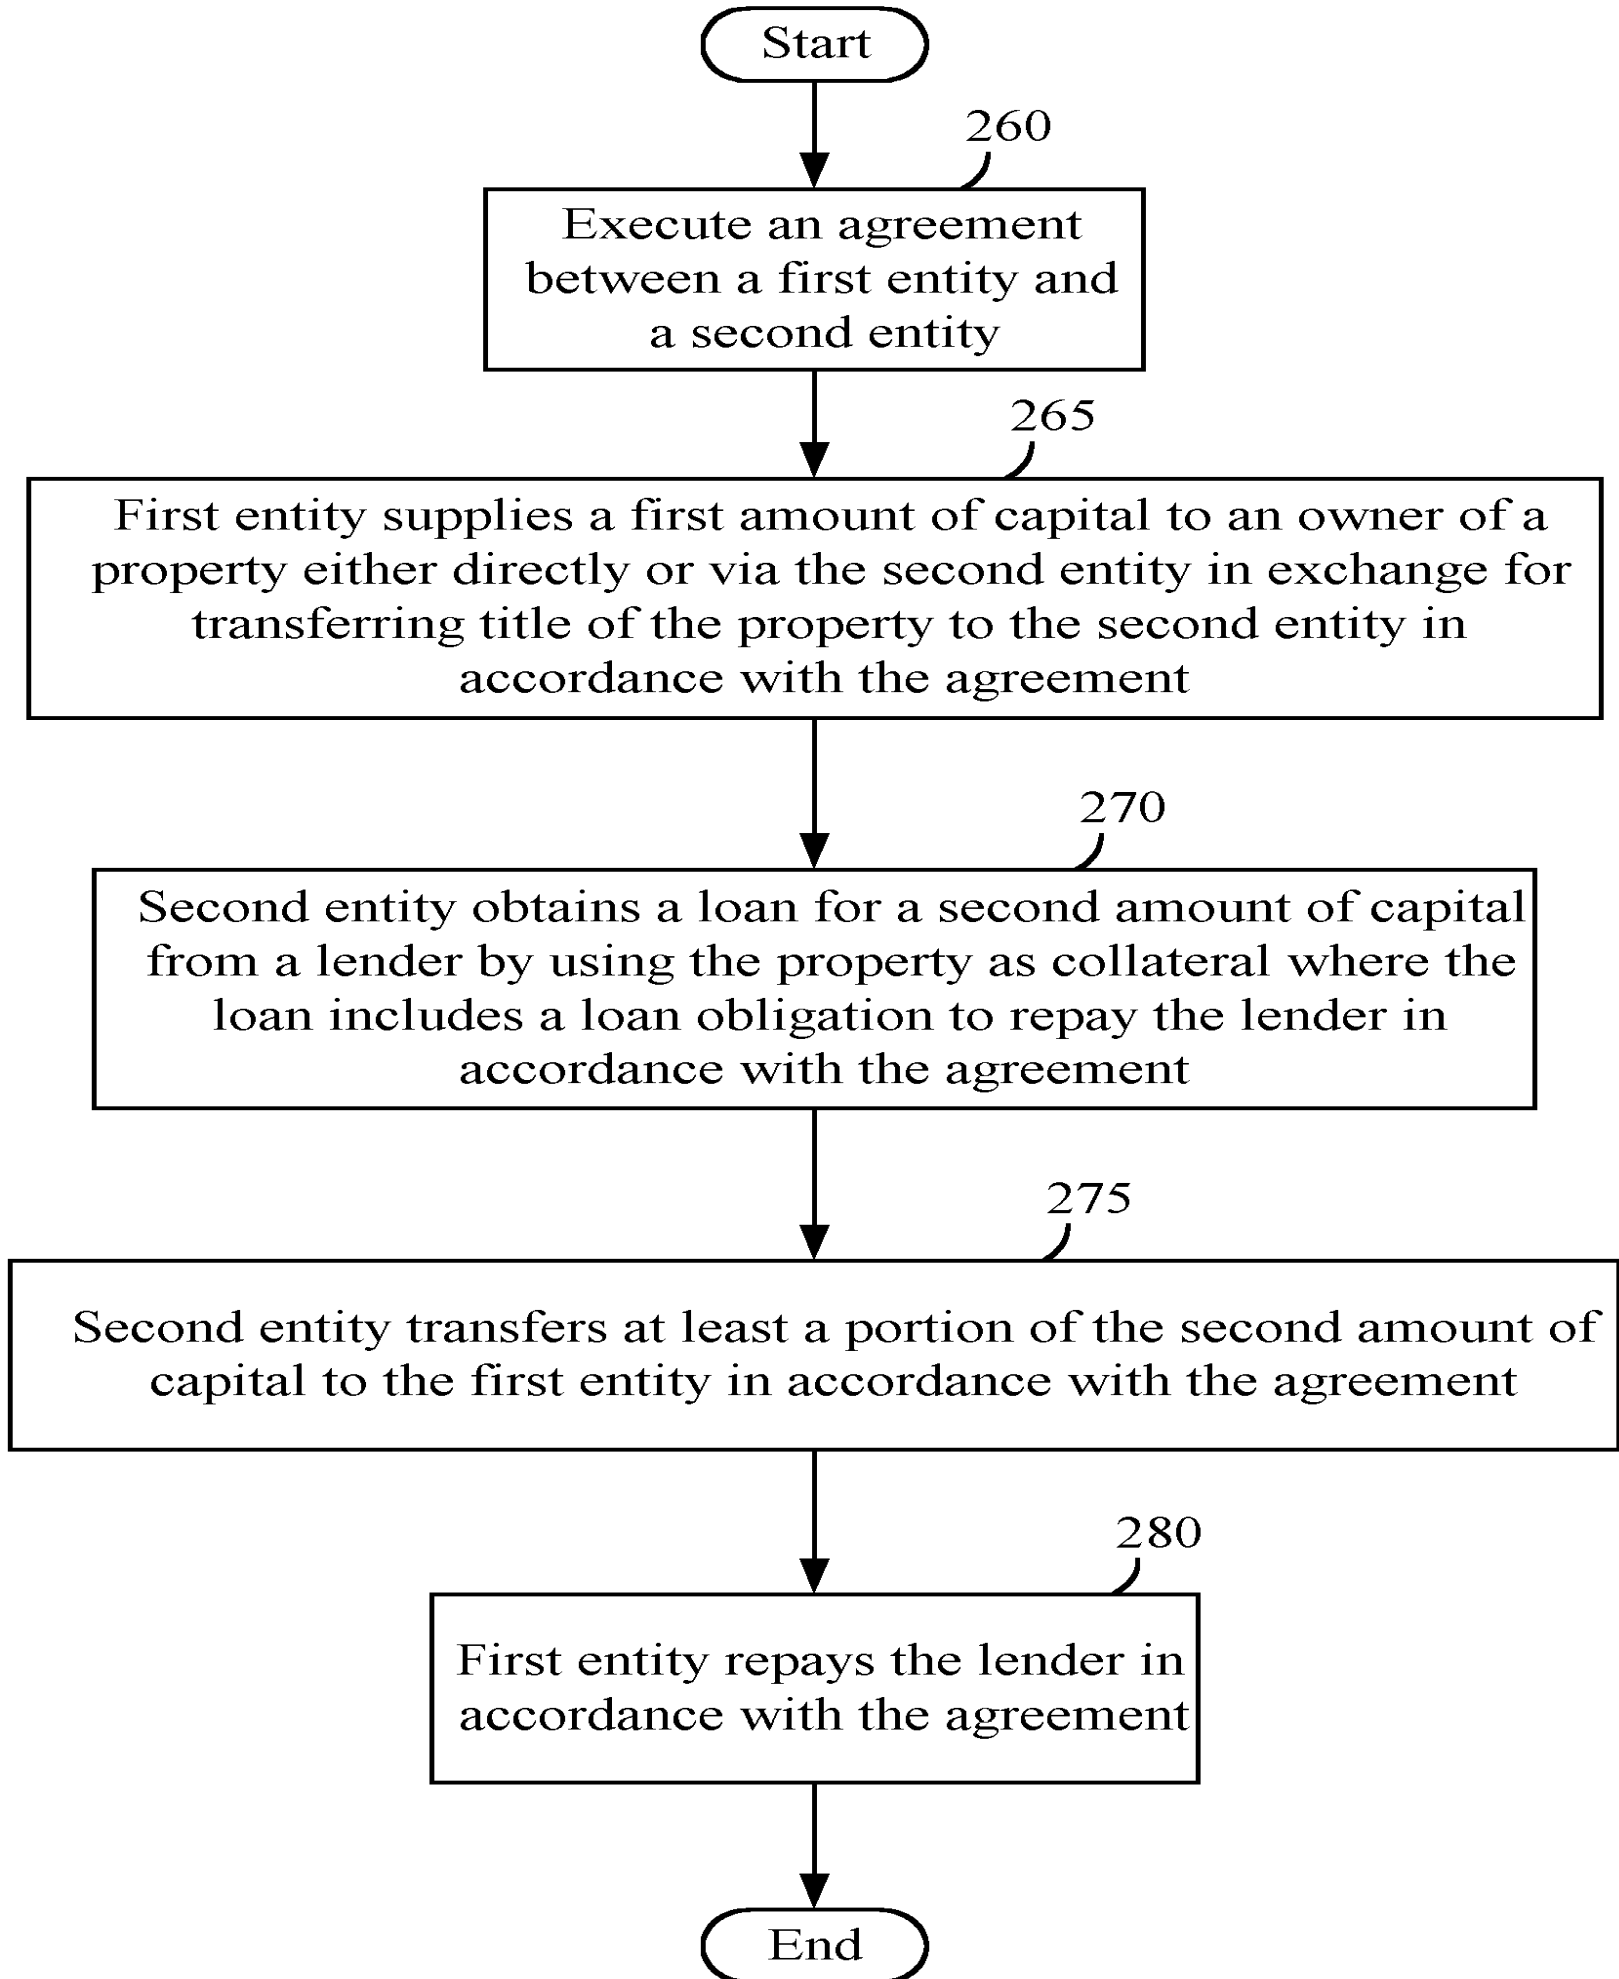 Start
260
Execute an agreement
between a first entity and
a second entity
265
First entity supplies a first amount of capital to an owner of a
property either directly or via the second entity in exchange for
transferring title of the property to the second entity in
accordance with the agreement
270
Second entity obtains a loan for a second amount of capital
from a lender by using the property as collateral where the
loan includes a loan obligation to repay the lender in
accordance with the agreement
275
Second entity transfers at least a portion of the second amount of
capital to the first entity in accordance with the agreement
280
First entity repays the lender in
accordance with the agreement
End